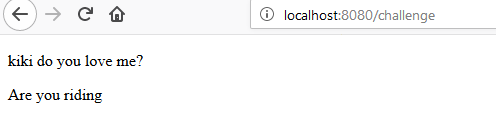 localhost:8080/challenge
kiki do you love me?
Are you riding